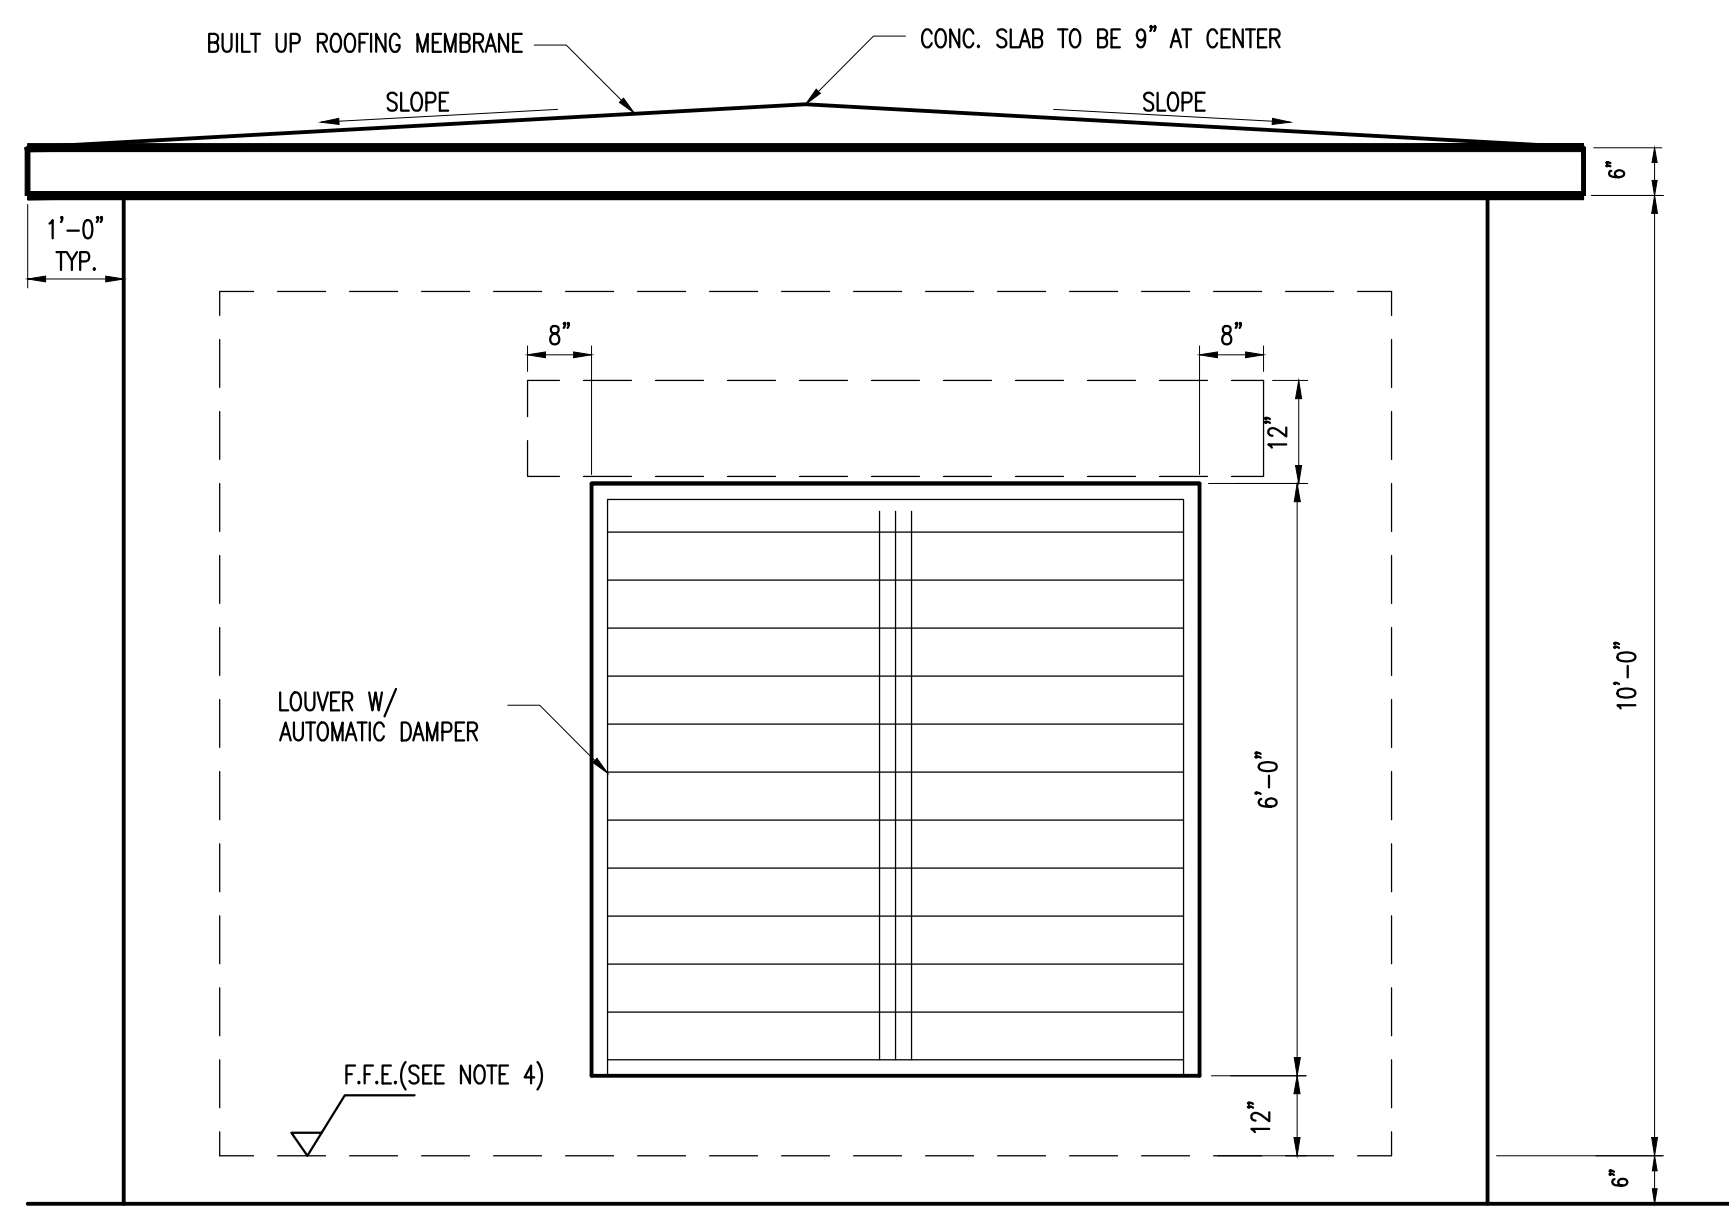 BUILT UP ROOFING MEMBRANE
CONC. SLAB TO BE 9" AT CENTER
SLOPE
SLOPE
6"
1'-0"
TYP.
8"
8"
12"
10'-0"
LOUVER W/
AUTOMATIC DAMPER
6'-0"
F.F.E.(SEE NOTE 4)
12"
6"